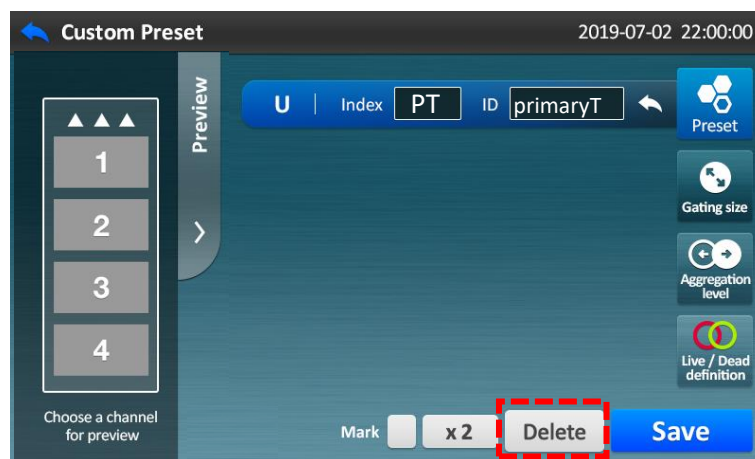 Custom Preset
2019-07-02 22:00:00
Preview
1
2
3
4
Choose a channel
for preview
U | Index PT ID primaryT
Preset
Gating size
Aggregation
level
Live / Dead
definition
Mark x 2 Delete Save